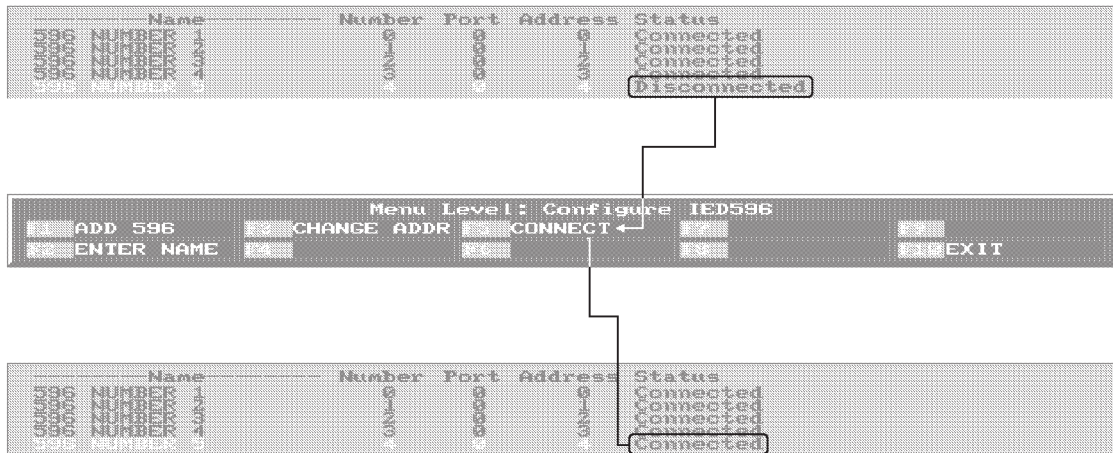 Name Number Port Address Status
596 NUMBER 1 0 0 0 Connected
596 NUMBER 2 1 0 1 Connected
596 NUMBER 3 2 0 2 Connected
596 NUMBER 4 3 0 3 Connected
596 NUMBER 5 4 0 4 Disconnected
Menu Level: Configure IED596
F1 ADD 596 F3 CHANGE ADDR F5 CONNECT F7 F9
F2 ENTER NAME F4 F6 F8 F10 EXIT
Name Number Port Address Status
596 NUMBER 1 0 0 0 Connected
596 NUMBER 2 1 0 1 Connected
596 NUMBER 3 2 0 2 Connected
596 NUMBER 4 3 0 3 Connected
596 NUMBER 5 4 0 4 Connected